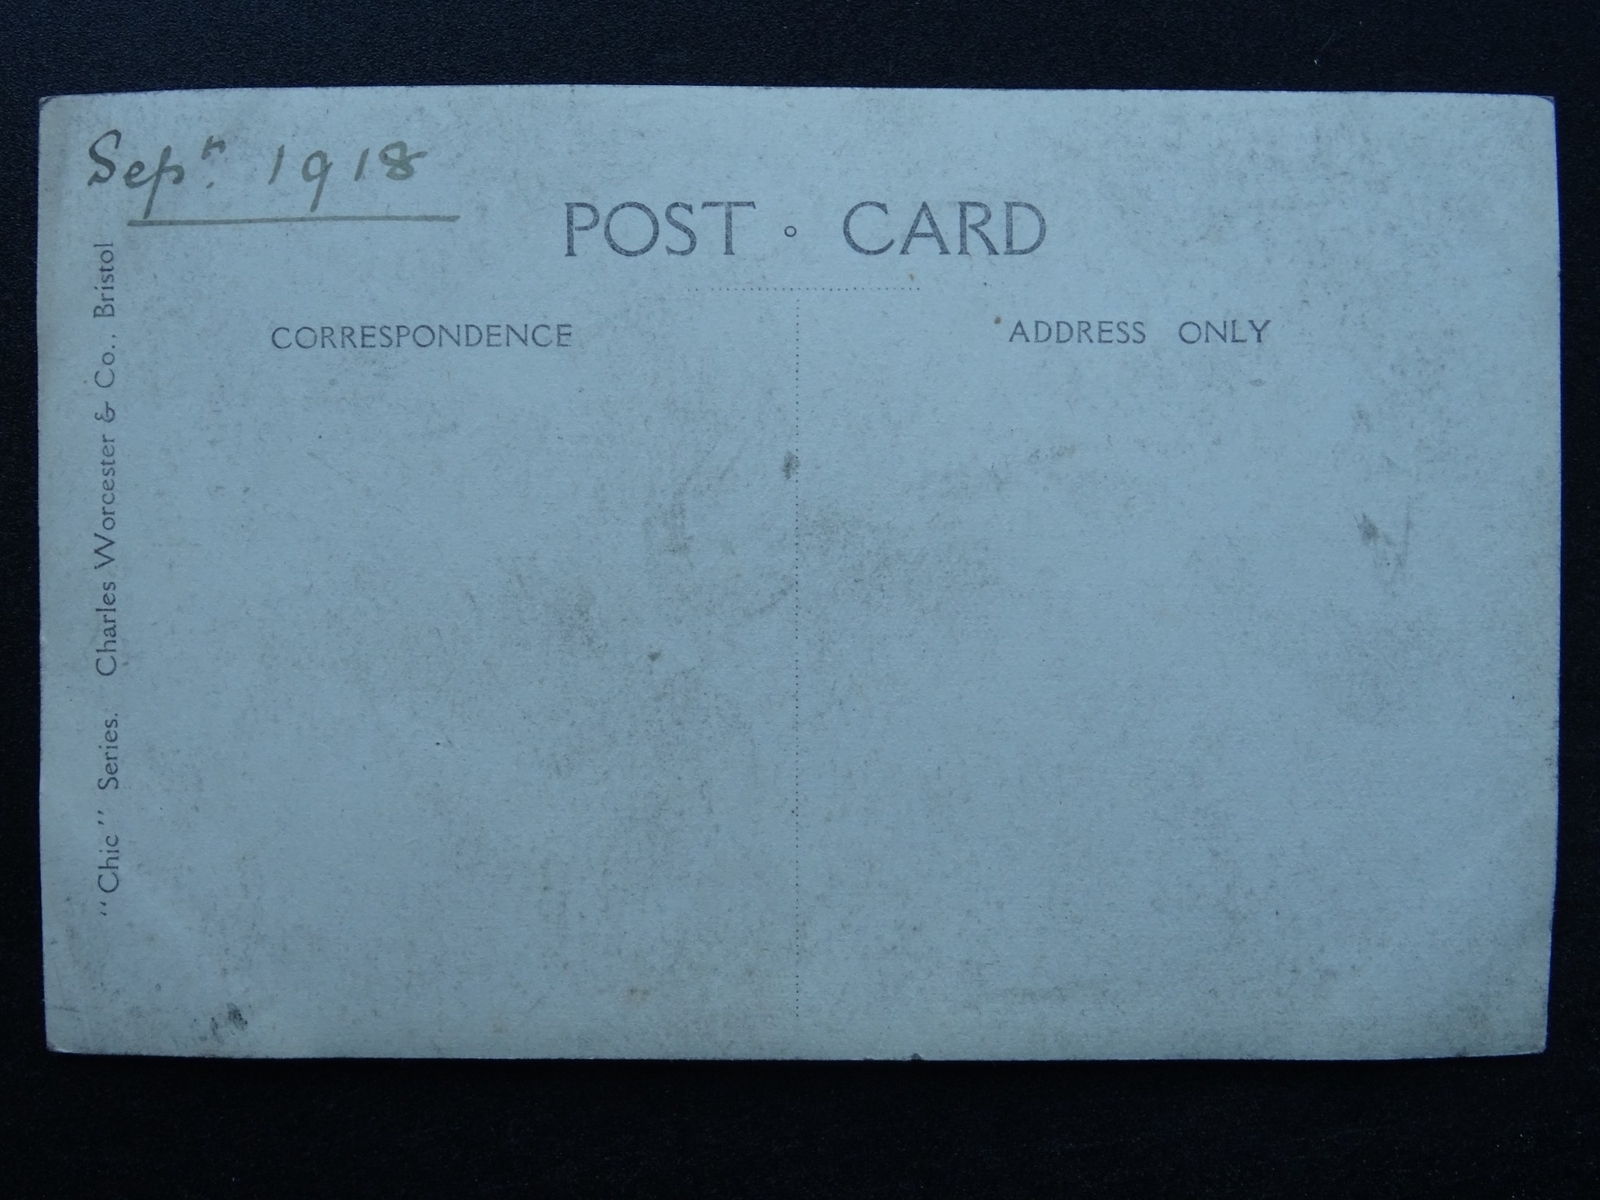 Sepr. 1918
POST ∘ CARD
CORRESPONDENCE
ADDRESS ONLY
"Chic" Series. Charles Worcester & Co., Bristol